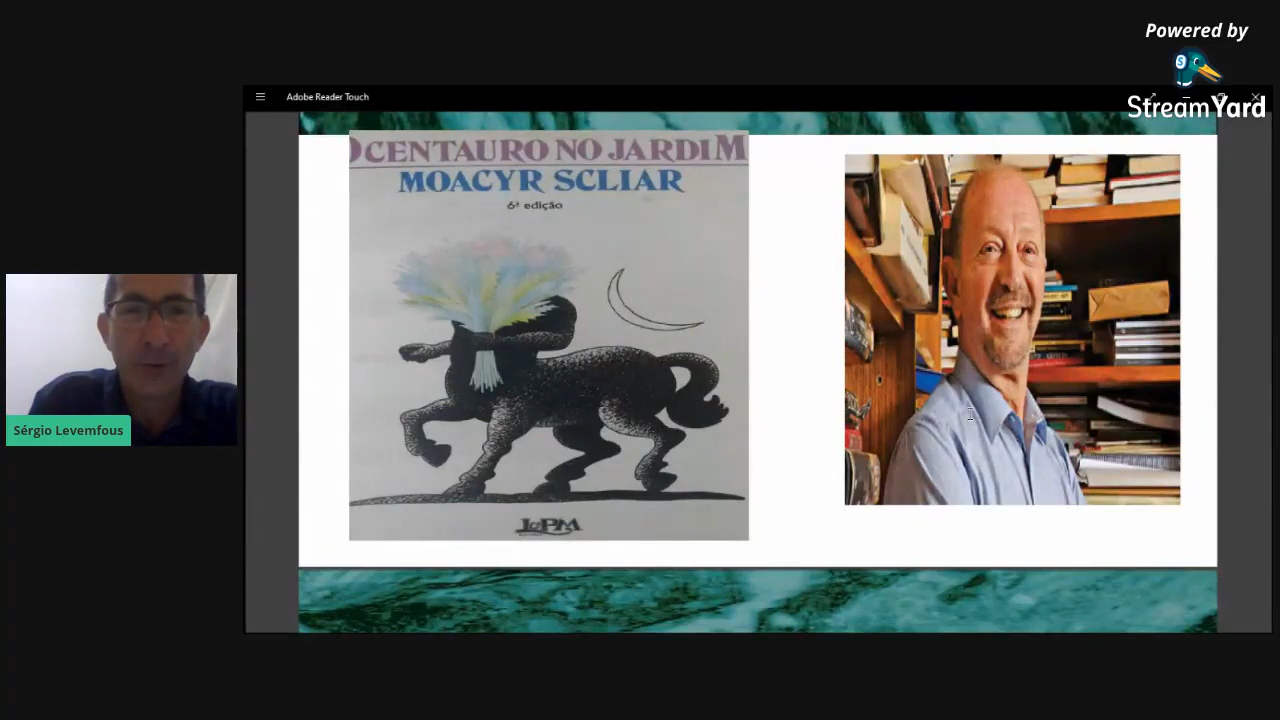 Powered by
StreamYard
Adobe Reader Touch
O CENTAURO NO JARDIM
MOACYR SCLIAR
6ª edição
L&PM
Sérgio Levemfous